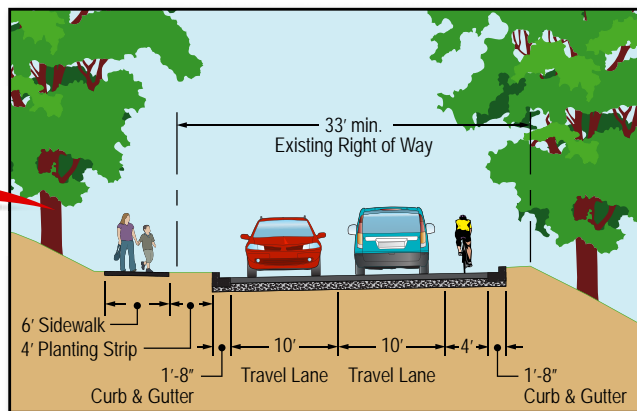 33’ min.
Existing Right of Way
6’ Sidewalk
4’ Planting Strip
10’
10’
4’
1’-8”
Curb & Gutter
Travel Lane
Travel Lane
1’-8”
Curb & Gutter